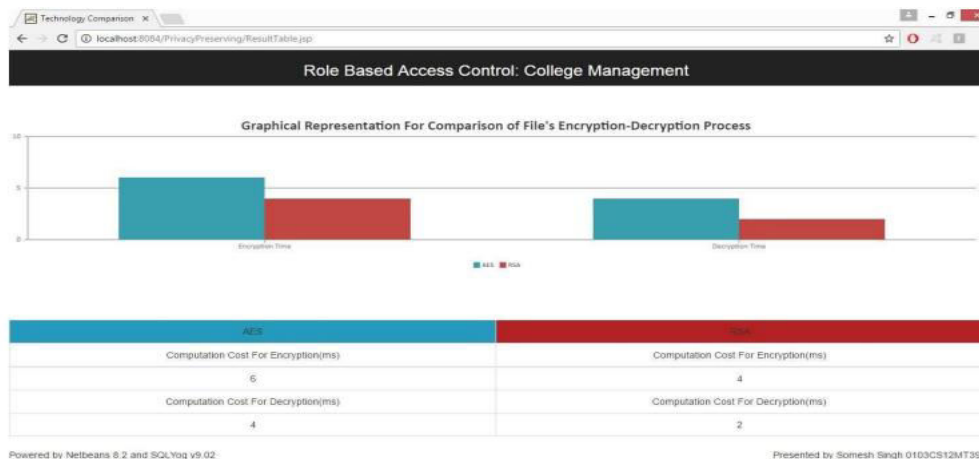 Technology Comparison
localhost:8084/PrivacyPreserving/ResultTable.jsp
Role Based Access Control: College Management
Graphical Representation For Comparison of File's Encryption-Decryption Process
10
5
0
Encryption Time Decryption Time
AES RSA
AES RSA
Computation Cost For Encryption(ms) Computation Cost For Encryption(ms)
6 4
Computation Cost For Decryption(ms) Computation Cost For Decryption(ms)
4 2
Powered by Netbeans 8.2 and SQLYog v9.02 Presented by Somesh Singh 0103CS12MT39